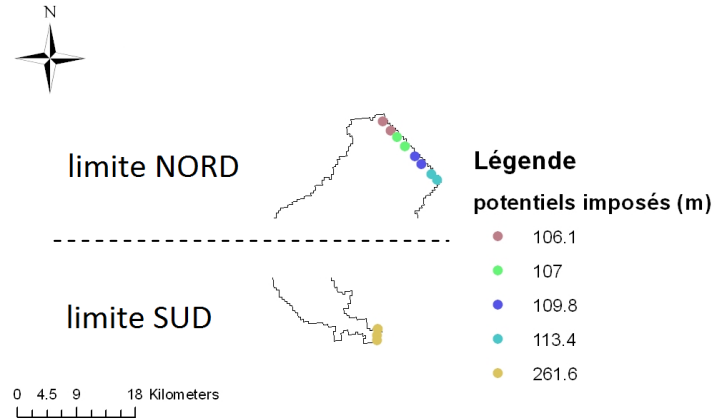 N
limite NORD
Légende
potentiels imposés (m)
106.1
107
109.8
113.4
261.6
limite SUD
0 4.5 9 18 Kilometers